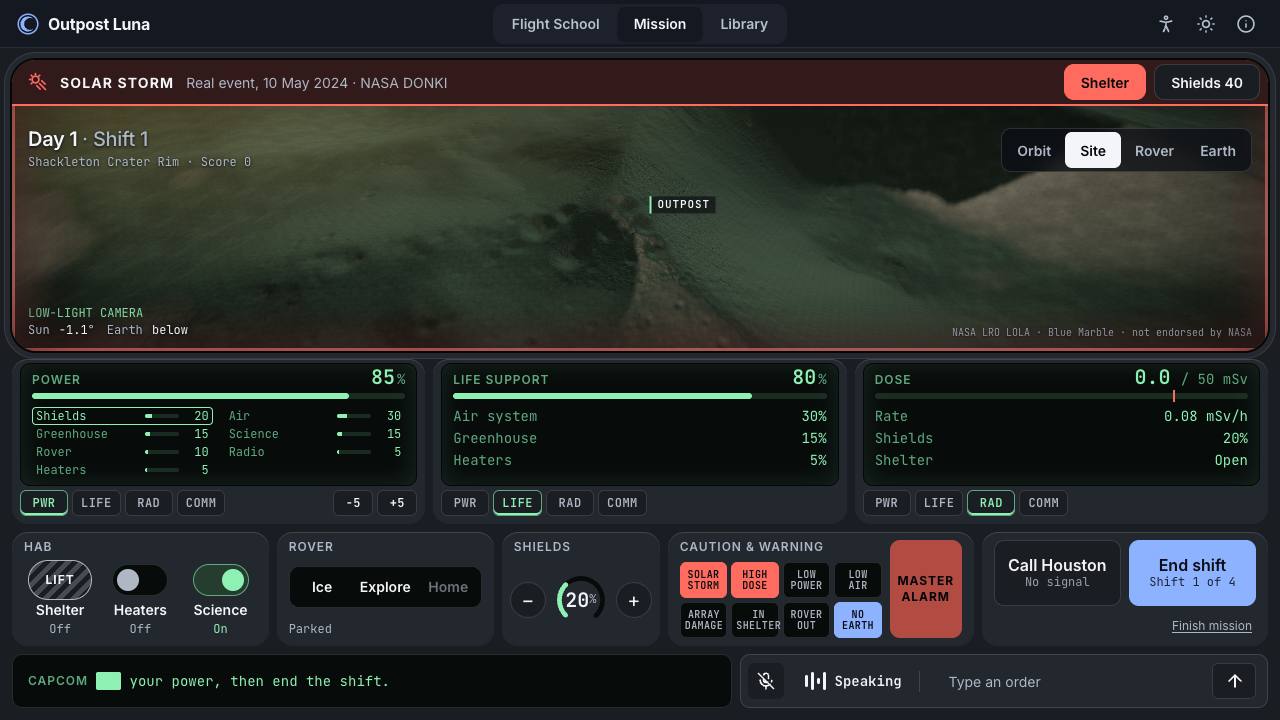 Outpost Luna
Flight School Mission Library
SOLAR STORM Real event, 10 May 2024 · NASA DONKI
Shelter Shields 40
Day 1 · Shift 1
Shackleton Crater Rim · Score 0
Orbit Site Rover Earth
OUTPOST
LOW-LIGHT CAMERA
Sun -1.1° Earth below
NASA LRO LOLA · Blue Marble · not endorsed by NASA
POWER 85%
Shields 20 Air 30
Greenhouse 15 Science 15
Rover 10 Radio 5
Heaters 5
PWR LIFE RAD COMM -5 +5
LIFE SUPPORT 80%
Air system 30%
Greenhouse 15%
Heaters 5%
PWR LIFE RAD COMM
DOSE 0.0 / 50 mSv
Rate 0.08 mSv/h
Shields 20%
Shelter Open
PWR LIFE RAD COMM
HAB
LIFT
Shelter Heaters Science
Off Off On
ROVER
Ice Explore Home
Parked
SHIELDS
− 20% +
CAUTION & WARNING
SOLAR STORM
HIGH DOSE
LOW POWER
LOW AIR
ARRAY DAMAGE
IN SHELTER
ROVER OUT
NO EARTH
MASTER ALARM
Call Houston
No signal
End shift
Shift 1 of 4
Finish mission
CAPCOM your power, then end the shift.
Speaking Type an order